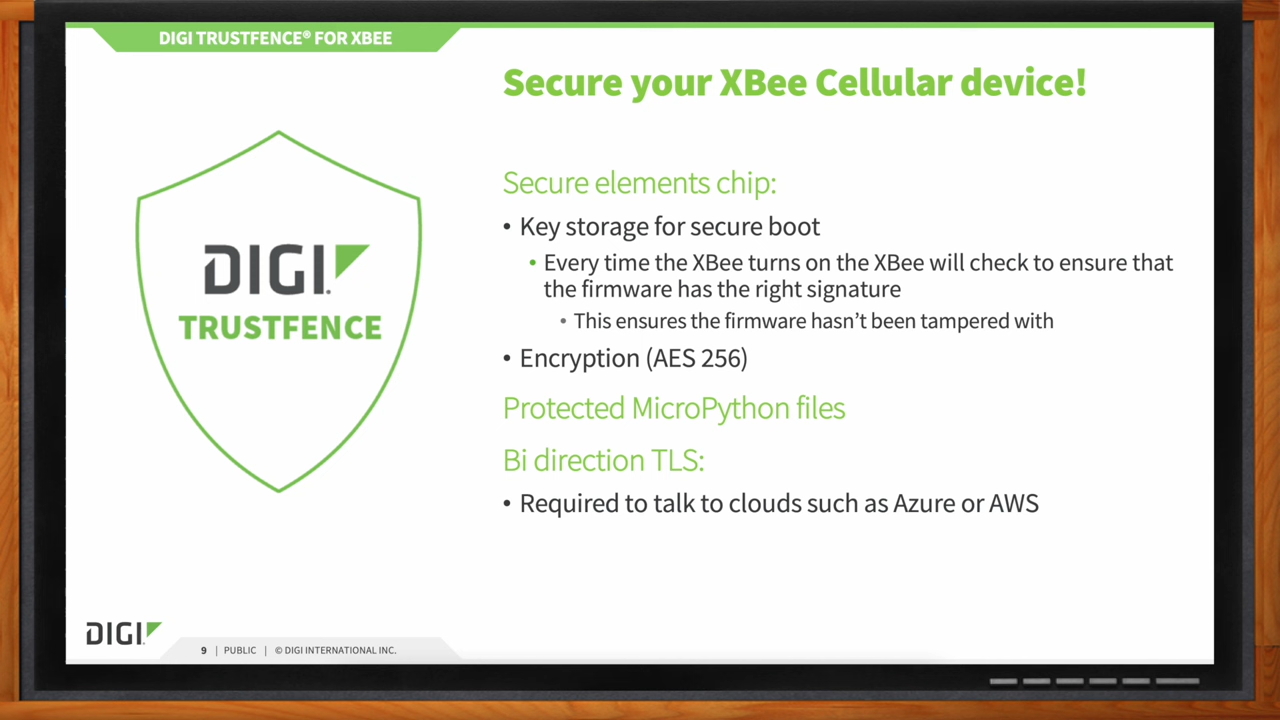 DIGI TRUSTFENCE® FOR XBEE
Secure your XBee Cellular device!
DIGI
TRUSTFENCE
Secure elements chip:
• Key storage for secure boot
• Every time the XBee turns on the XBee will check to ensure that
the firmware has the right signature
• This ensures the firmware hasn’t been tampered with
• Encryption (AES 256)
Protected MicroPython files
Bi direction TLS:
• Required to talk to clouds such as Azure or AWS
DIGI
9 | PUBLIC | © DIGI INTERNATIONAL INC.